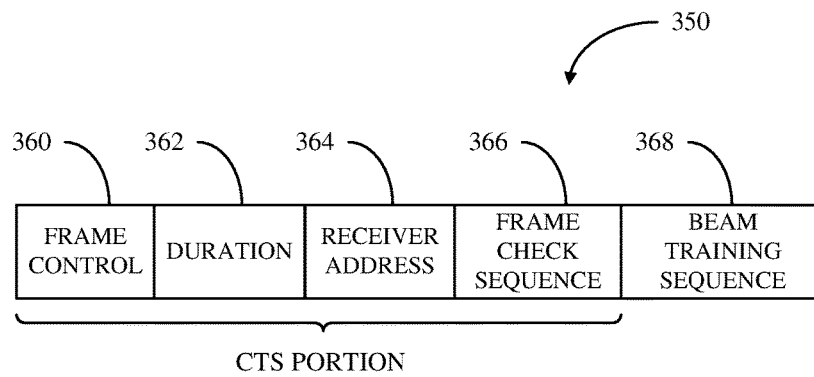 350
360 362 364 366 368
FRAME CONTROL
DURATION
RECEIVER ADDRESS
FRAME CHECK SEQUENCE
BEAM TRAINING SEQUENCE
CTS PORTION